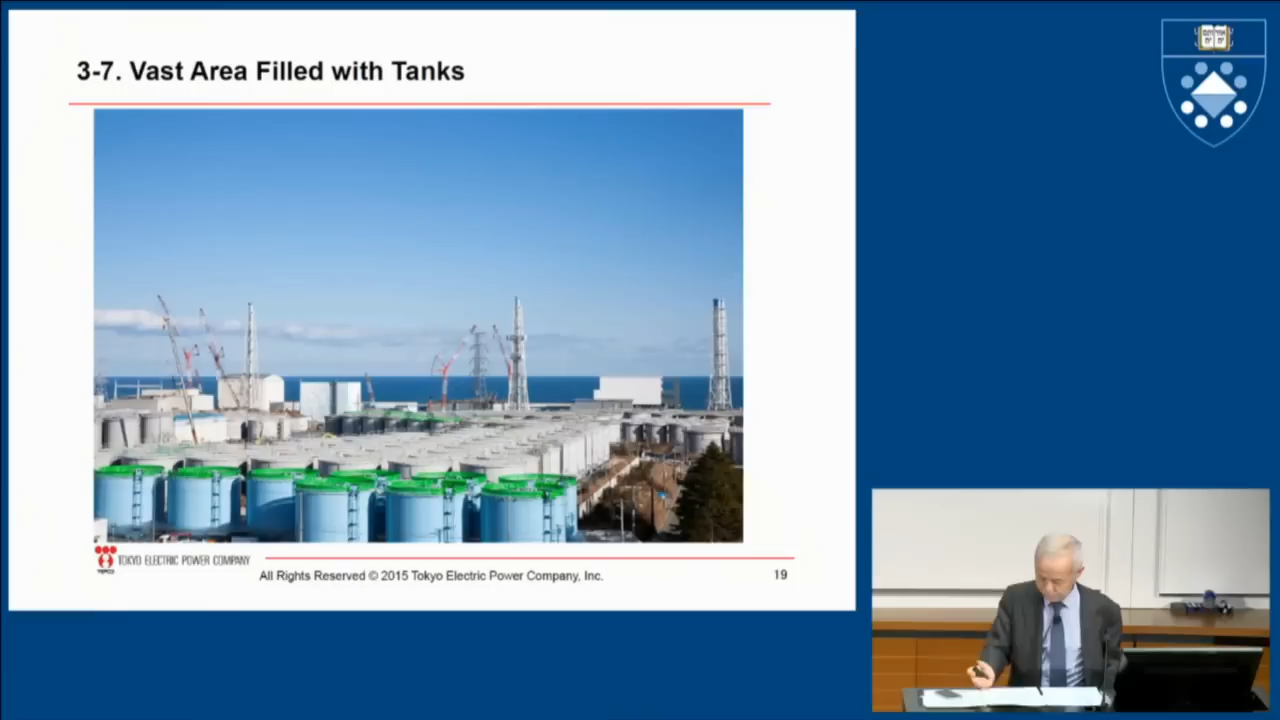 3-7. Vast Area Filled with Tanks
TOKYO ELECTRIC POWER COMPANY
TEPCO
All Rights Reserved © 2015 Tokyo Electric Power Company, Inc.
19